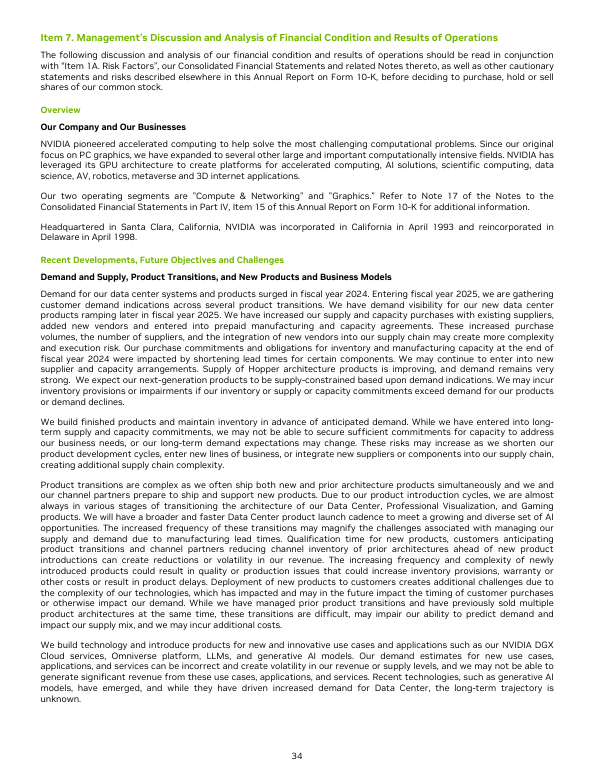 Item 7. Management's Discussion and Analysis of Financial Condition and Results of Operations
The following discussion and analysis of our financial condition and results of operations should be read in conjunction
with "Item 1A. Risk Factors", our Consolidated Financial Statements and related Notes thereto, as well as other cautionary
statements and risks described elsewhere in this Annual Report on Form 10-K, before deciding to purchase, hold or sell
shares of our common stock.
Overview
Our Company and Our Businesses
NVIDIA pioneered accelerated computing to help solve the most challenging computational problems. Since our original
focus on PC graphics, we have expanded to several other large and important computationally intensive fields. NVIDIA has
leveraged its GPU architecture to create platforms for accelerated computing, AI solutions, scientific computing, data
science, AV, robotics, metaverse and 3D internet applications.
Our two operating segments are "Compute & Networking" and "Graphics." Refer to Note 17 of the Notes to the
Consolidated Financial Statements in Part IV, Item 15 of this Annual Report on Form 10-K for additional information.
Headquartered in Santa Clara, California, NVIDIA was incorporated in California in April 1993 and reincorporated in
Delaware in April 1998.
Recent Developments, Future Objectives and Challenges
Demand and Supply, Product Transitions, and New Products and Business Models
Demand for our data center systems and products surged in fiscal year 2024. Entering fiscal year 2025, we are gathering
customer demand indications across several product transitions. We have demand visibility for our new data center
products ramping later in fiscal year 2025. We have increased our supply and capacity purchases with existing suppliers,
added new vendors and entered into prepaid manufacturing and capacity agreements. These increased purchase
volumes, the number of suppliers, and the integration of new vendors into our supply chain may create more complexity
and execution risk. Our purchase commitments and obligations for inventory and manufacturing capacity at the end of
fiscal year 2024 were impacted by shortening lead times for certain components. We may continue to enter into new
supplier and capacity arrangements. Supply of Hopper architecture products is improving, and demand remains very
strong. We expect our next-generation products to be supply-constrained based upon demand indications. We may incur
inventory provisions or impairments if our inventory or supply or capacity commitments exceed demand for our products
or demand declines.
We build finished products and maintain inventory in advance of anticipated demand. While we have entered into long-
term supply and capacity commitments, we may not be able to secure sufficient commitments for capacity to address
our business needs, or our long-term demand expectations may change. These risks may increase as we shorten our
product development cycles, enter new lines of business, or integrate new suppliers or components into our supply chain,
creating additional supply chain complexity.
Product transitions are complex as we often ship both new and prior architecture products simultaneously and we and
our channel partners prepare to ship and support new products. Due to our product introduction cycles, we are almost
always in various stages of transitioning the architecture of our Data Center, Professional Visualization, and Gaming
products. We will have a broader and faster Data Center product launch cadence to meet a growing and diverse set of AI
opportunities. The increased frequency of these transitions may magnify the challenges associated with managing our
supply and demand due to manufacturing lead times. Qualification time for new products, customers anticipating
product transitions and channel partners reducing channel inventory of prior architectures ahead of new product
introductions can create reductions or volatility in our revenue. The increasing frequency and complexity of newly
introduced products could result in quality or production issues that could increase inventory provisions, warranty or
other costs or result in product delays. Deployment of new products to customers creates additional challenges due to
the complexity of our technologies, which has impacted and may in the future impact the timing of customer purchases
or otherwise impact our demand. While we have managed prior product transitions and have previously sold multiple
product architectures at the same time, these transitions are difficult, may impair our ability to predict demand and
impact our supply mix, and we may incur additional costs.
We build technology and introduce products for new and innovative use cases and applications such as our NVIDIA DGX
Cloud services, Omniverse platform, LLMs, and generative AI models. Our demand estimates for new use cases,
applications, and services can be incorrect and create volatility in our revenue or supply levels, and we may not be able to
generate significant revenue from these use cases, applications, and services. Recent technologies, such as generative AI
models, have emerged, and while they have driven increased demand for Data Center, the long-term trajectory is
unknown.
34